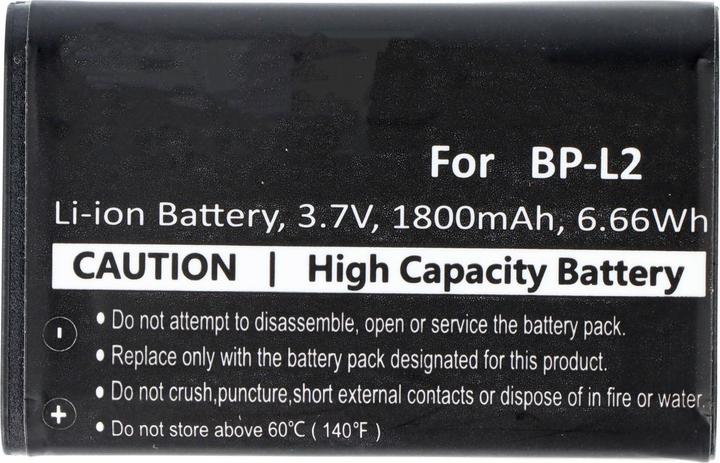 For BP-L2
Li-ion Battery, 3.7V, 1800mAh, 6.66Wh
CAUTION | High Capacity Battery
• Do not attempt to disassemble, open or service the battery pack.
• Replace only with the battery pack designated for this product.
• Do not crush,puncture,short external contacts or dispose of in fire or water.
• Do not store above 60℃ ( 140℉ )
-
+